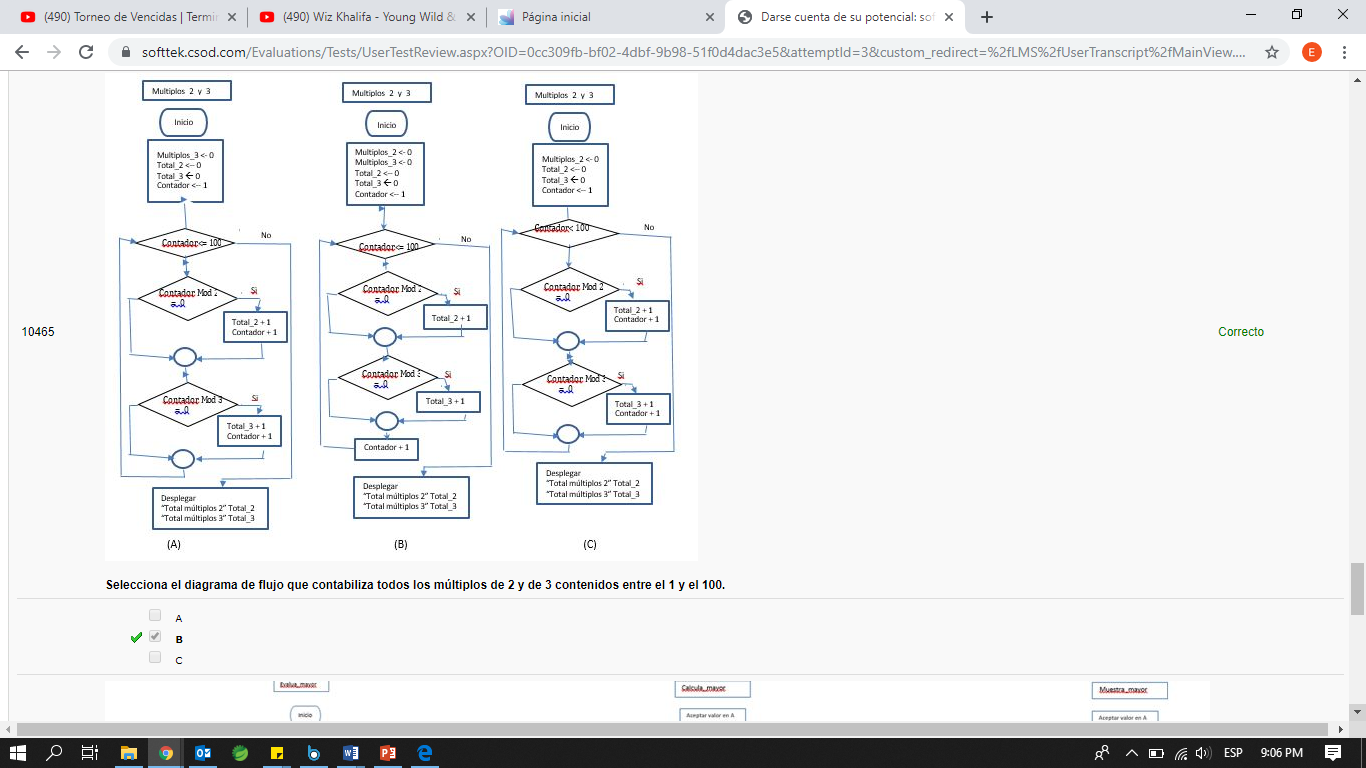 (490) Torneo de Vencidas | Termi
(490) Wiz Khalifa - Young Wild &
Página inicial
Darse cuenta de su potencial: sof
softtek.csod.com/Evaluations/Tests/UserTestReview.aspx?OID=0cc309fb-bf02-4dbf-9b98-51f0d4dac3e5&attemptId=3&custom_redirect=%2fLMS%2fUserTranscript%2fMainView....
E
Multiplos 2 y 3
Inicio
Multiplos_3 <- 0
Total_2 <-- 0
Total_3 ← 0
Contador <-- 1
Contador<= 100
No
Contador Mod 2
=.0
Si
Total_2 + 1
Contador + 1
Contador Mod 3
=.0
Si
Total_3 + 1
Contador + 1
Desplegar
"Total múltiplos 2" Total_2
"Total múltiplos 3" Total_3
(A)
Multiplos 2 y 3
Inicio
Multiplos_2 <- 0
Multiplos_3 <- 0
Total_2 <-- 0
Total_3 ← 0
Contador <-- 1
Contador<= 100
No
Contador Mod 2
=.0
Si
Total_2 + 1
Contador Mod 3
=.0
Si
Total_3 + 1
Contador + 1
Desplegar
"Total múltiplos 2" Total_2
"Total múltiplos 3" Total_3
(B)
Multiplos 2 y 3
Inicio
Multiplos_2 <- 0
Total_2 <-- 0
Total_3 ← 0
Contador <-- 1
Contador< 100
No
Contador Mod 2
=.0
Si
Total_2 + 1
Contador + 1
Contador Mod 3
=.0
Si
Total_3 + 1
Contador + 1
Desplegar
"Total múltiplos 2" Total_2
"Total múltiplos 3" Total_3
(C)
10465
Correcto
Selecciona el diagrama de flujo que contabiliza todos los múltiplos de 2 y de 3 contenidos entre el 1 y el 100.
A
B
C
Evalua_mayor
Inicio
Calcula_mayor
Aceptar valor en A
Muestra_mayor
Aceptar valor en A
ESP
9:06 PM